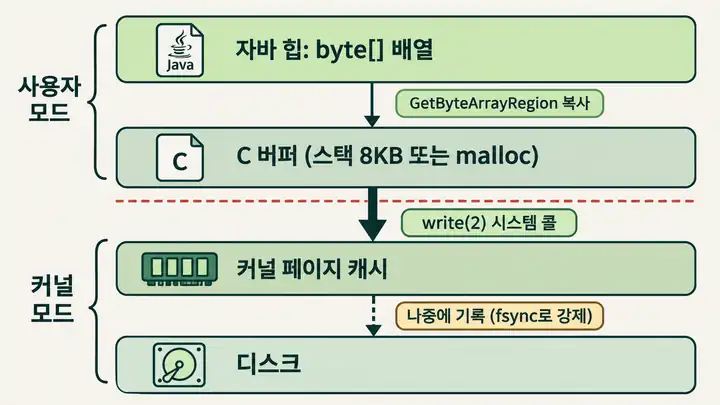 사용자
모드
Java
자바 힙: byte[] 배열
GetByteArrayRegion 복사
C
C 버퍼 (스택 8KB 또는 malloc)
write(2) 시스템 콜
커널
모드
커널 페이지 캐시
나중에 기록 (fsync로 강제)
디스크